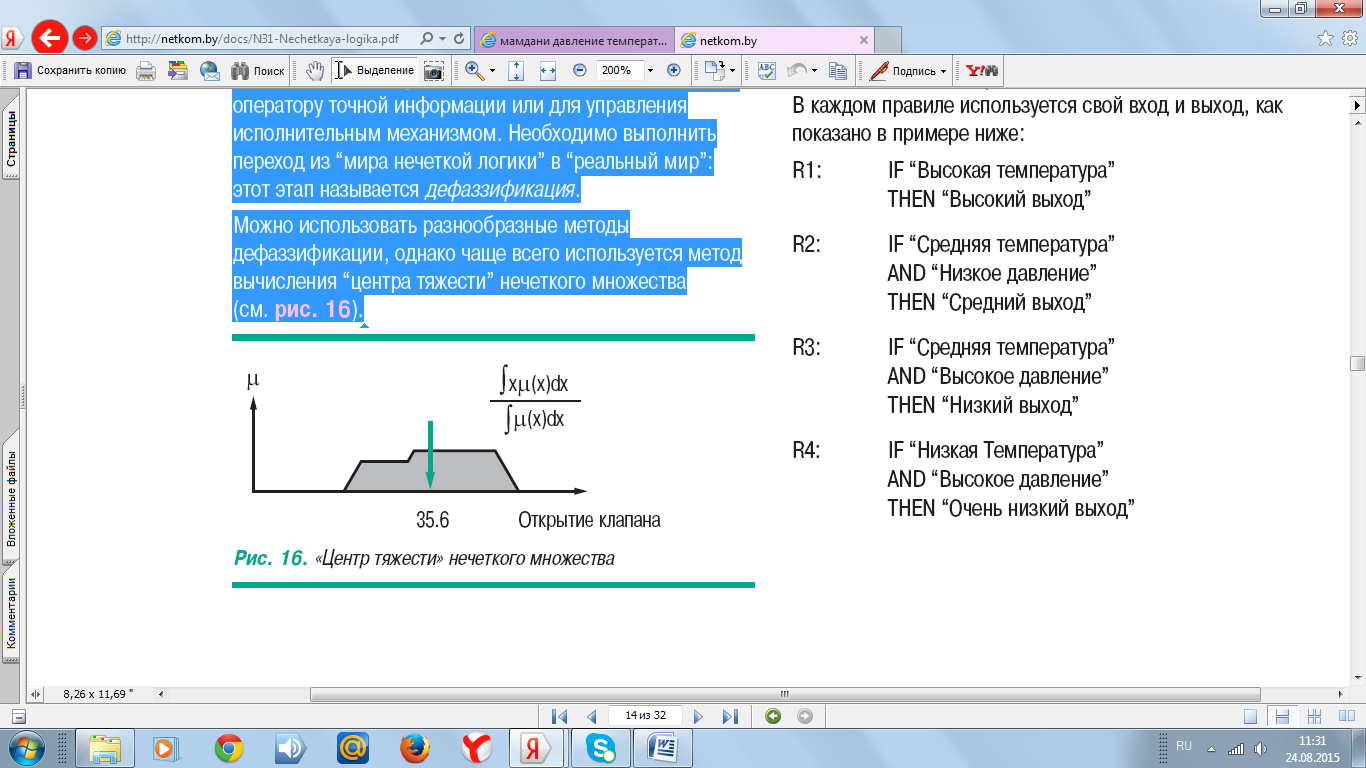 http://netkom.by/docs/N31-Nechetkaya-logika.pdf
мамдани давление температ...
netkom.by
Сохранить копию
Поиск
Выделение
200%
Подпись
Страницы
Вложенные файлы
Комментарии
оператору точной информации или для управления
исполнительным механизмом. Необходимо выполнить
переход из “мира нечеткой логики” в “реальный мир”:
этот этап называется дефаззификация.
Можно использовать разнообразные методы
дефаззификации, однако чаще всего используется метод
вычисления “центра тяжести” нечеткого множества
(см. рис. 16).
μ
∫xμ(x)dx
∫μ(x)dx
35.6
Открытие клапана
Рис. 16. «Центр тяжести» нечеткого множества
В каждом правиле используется свой вход и выход, как
показано в примере ниже:
R1: IF “Высокая температура”
THEN “Высокий выход”
R2: IF “Средняя температура”
AND “Низкое давление”
THEN “Средний выход”
R3: IF “Средняя температура”
AND “Высокое давление”
THEN “Низкий выход”
R4: IF “Низкая Температура”
AND “Высокое давление”
THEN “Очень низкий выход”
8,26 x 11,69 "
14 из 32
RU
11:31
24.08.2015